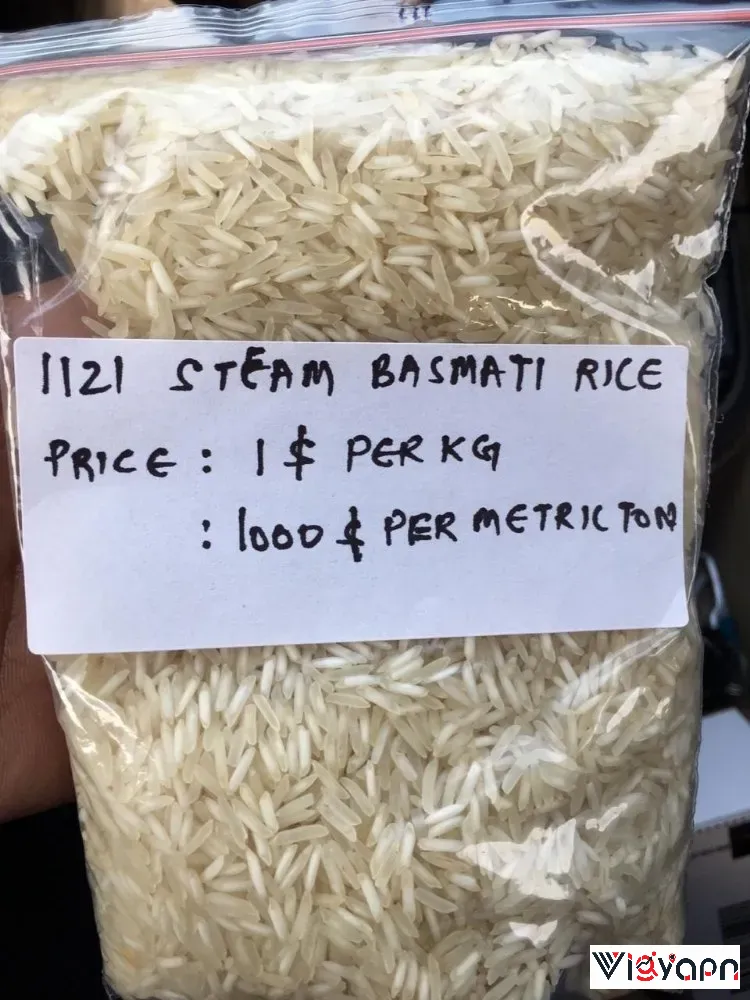 1121 STEAM BASMATI RICE
PRICE : 1 $ PER KG
: 1000 $ PER METRIC TON
Vigyapn